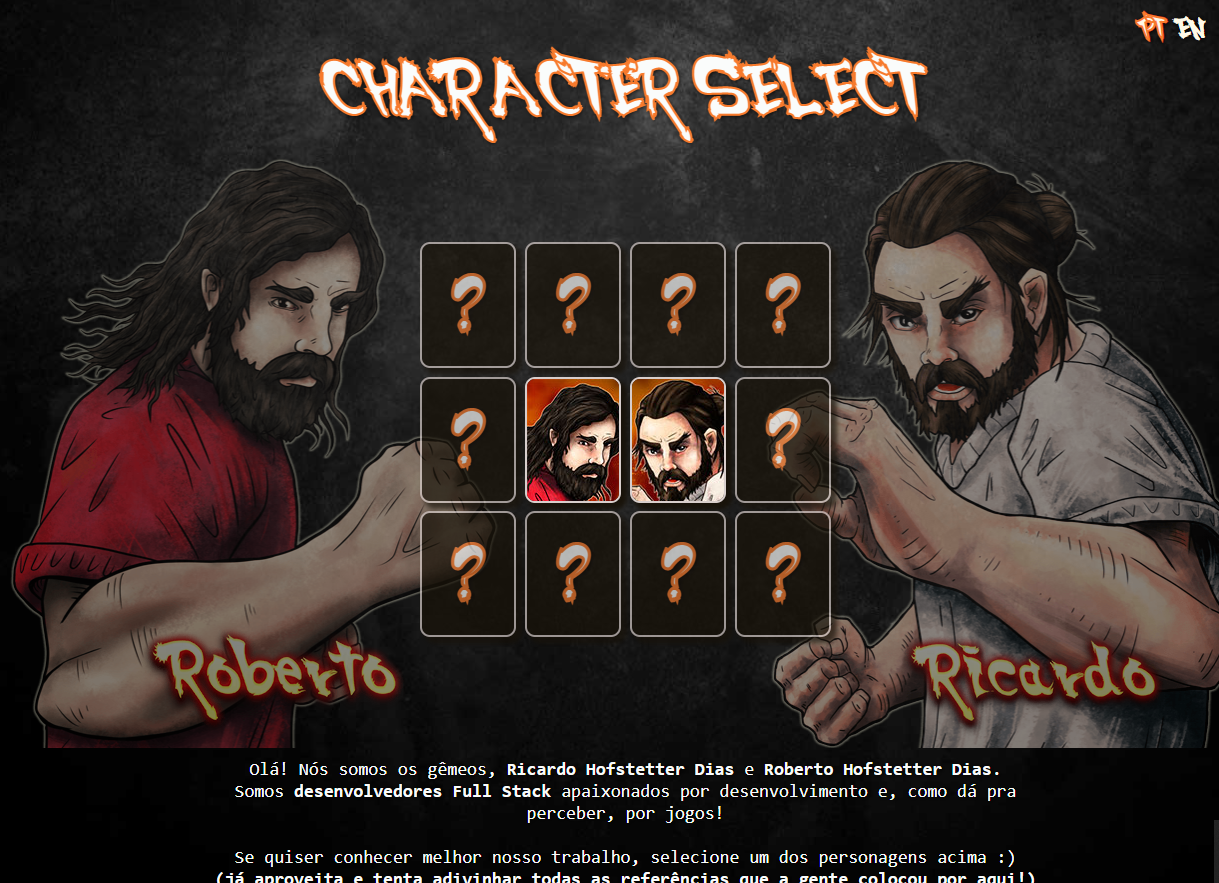 PT EN
CHARACTER SELECT
? ? ? ?
? ?
? ? ? ?
Roberto
Ricardo
Olá! Nós somos os gêmeos, Ricardo Hofstetter Dias e Roberto Hofstetter Dias.
Somos desenvolvedores Full Stack apaixonados por desenvolvimento e, como dá pra
perceber, por jogos!
Se quiser conhecer melhor nosso trabalho, selecione um dos personagens acima :)
(já aproveita e tenta adivinhar todas as referências que a gente colocou por aqui!)